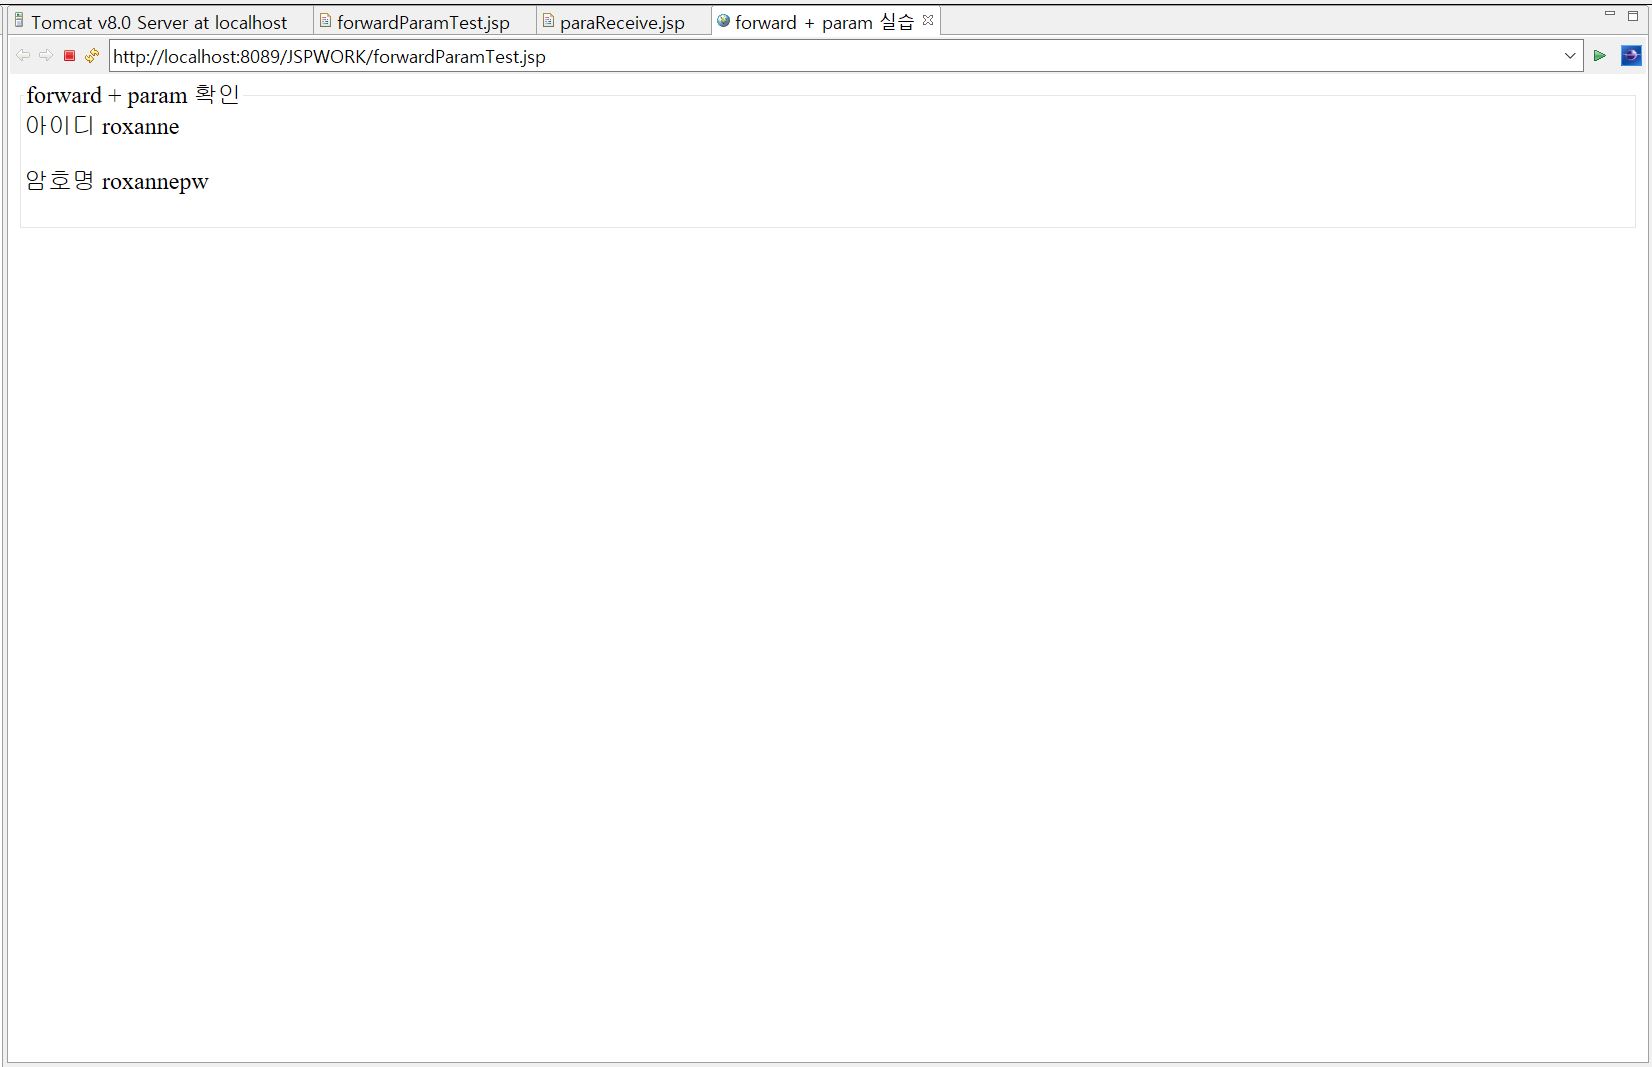 Tomcat v8.0 Server at localhost
forwardParamTest.jsp
paraReceive.jsp
forward + param 실습
http://localhost:8089/JSPWORK/forwardParamTest.jsp
forward + param 확인
아이디 roxanne
암호명 roxannepw